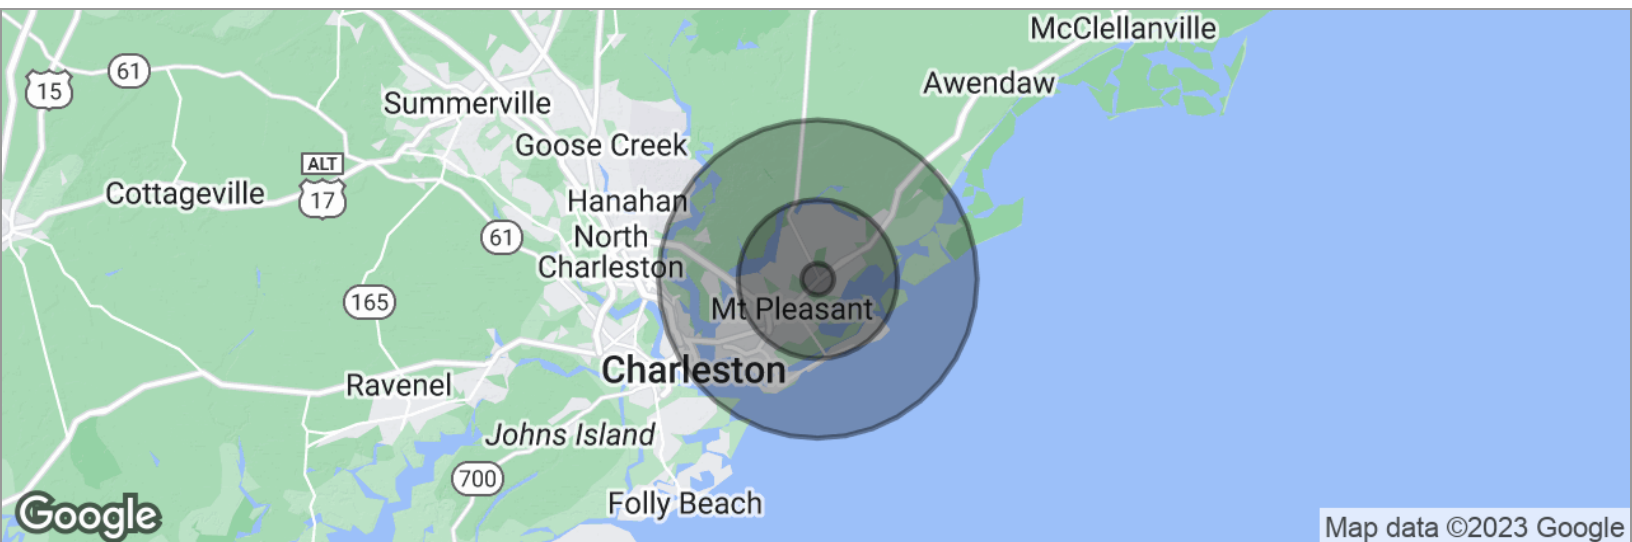 McClellanville
61
15
Awendaw
Summerville
Goose Creek
ALT
17
Cottageville
Hanahan
61
North
Charleston
165
Mt Pleasant
Charleston
Ravenel
Johns Island
700
Folly Beach
Google
Map data ©2023 Google